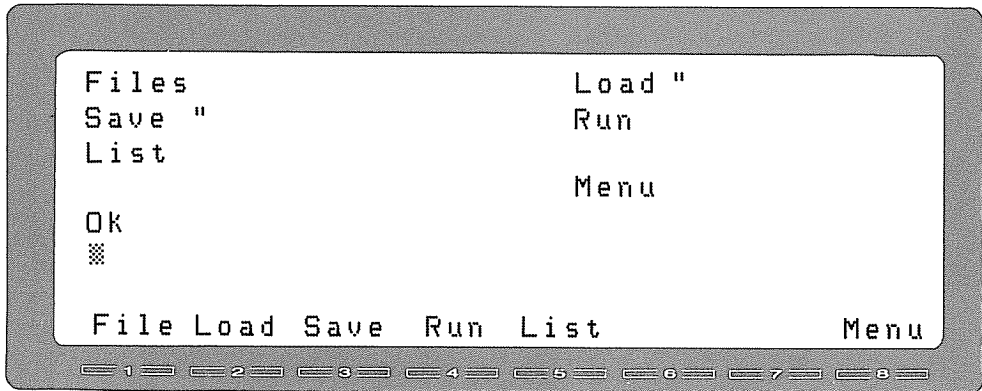 Files Load "
Save " Run
List
Menu
Ok
File Load Save Run List Menu
1 2 3 4 5 6 7 8